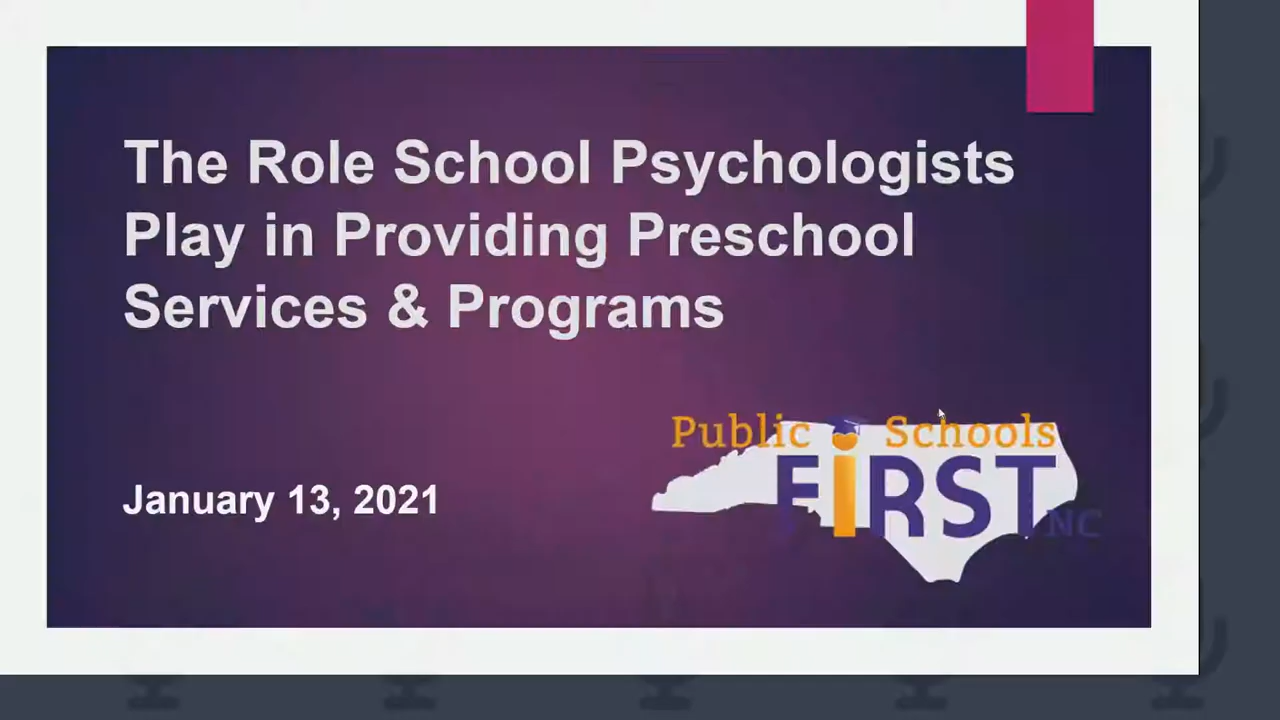 The Role School Psychologists
Play in Providing Preschool
Services & Programs
January 13, 2021
Public Schools
FiRST
NC